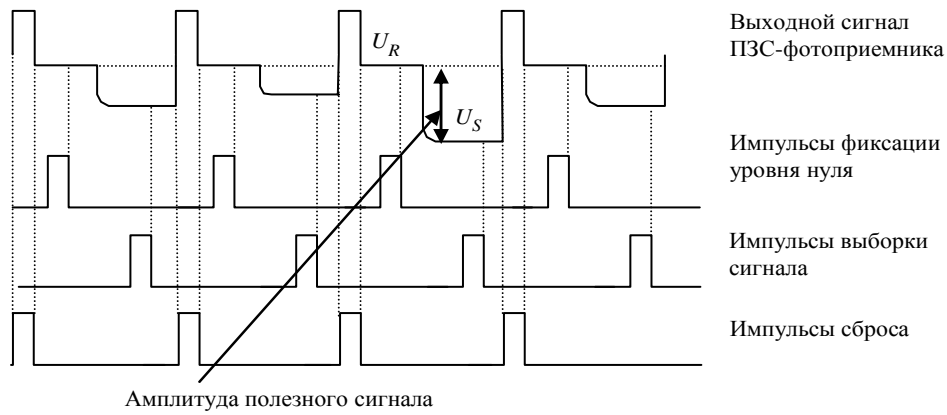 Выходной сигнал
ПЗС-фотоприемника
U_R
U_S
Импульсы фиксации
уровня нуля
Импульсы выборки
сигнала
Импульсы сброса
Амплитуда полезного сигнала